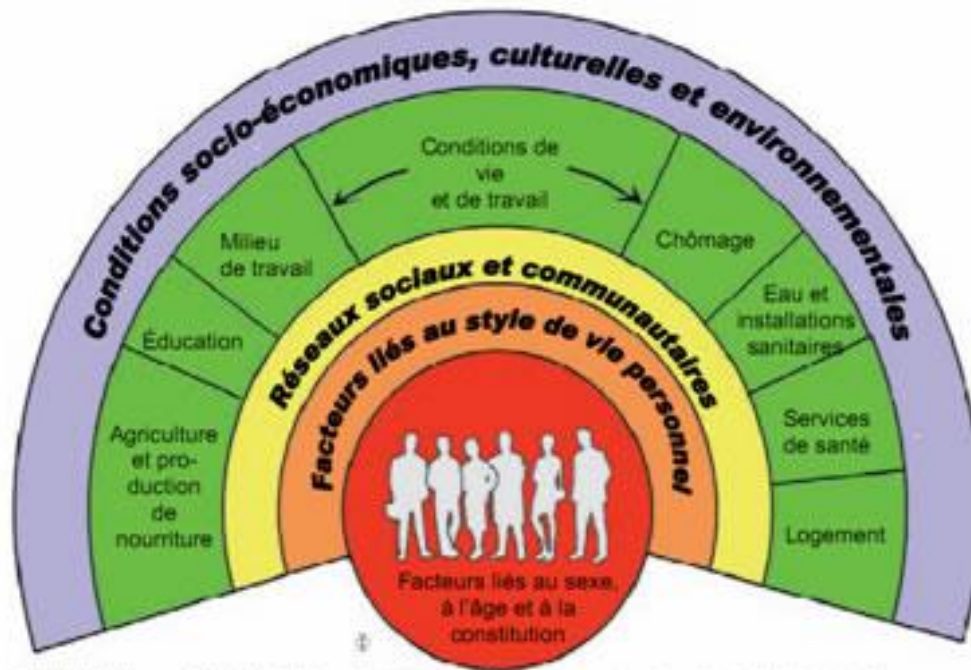 Conditions socio-économiques, culturelles et environnementales
Conditions de
vie
et de travail
Milieu
de travail
Éducation
Agriculture
et pro-
duction
de
nourriture
Chômage
Eau et
installations
sanitaires
Services
de santé
Logement
Réseaux sociaux et communautaires
Facteurs liés au style de vie personnel
Facteurs liés au sexe,
à l'âge et à la
constitution